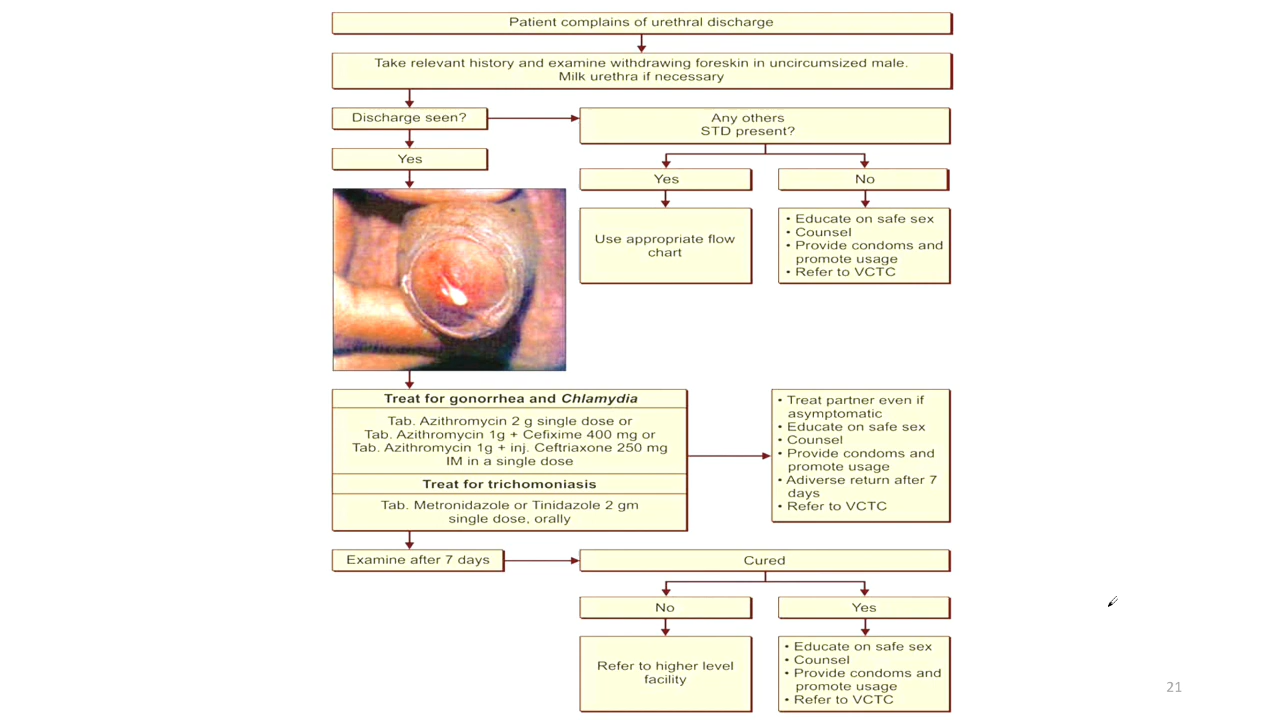 Patient complains of urethral discharge
Take relevant history and examine withdrawing foreskin in uncircumsized male.
Milk urethra if necessary
Discharge seen?
Any others
STD present?
Yes
Yes
No
Use appropriate flow
chart
• Educate on safe sex
• Counsel
• Provide condoms and
promote usage
• Refer to VCTC
Treat for gonorrhea and Chlamydia
Tab. Azithromycin 2 g single dose or
Tab. Azithromycin 1g + Cefixime 400 mg or
Tab. Azithromycin 1g + inj. Ceftriaxone 250 mg
IM in a single dose
Treat for trichomoniasis
Tab. Metronidazole or Tinidazole 2 gm
single dose, orally
• Treat partner even if
asymptomatic
• Educate on safe sex
• Counsel
• Provide condoms and
promote usage
• Adiverse return after 7
days
• Refer to VCTC
Examine after 7 days
Cured
No
Yes
Refer to higher level
facility
• Educate on safe sex
• Counsel
• Provide condoms and
promote usage
• Refer to VCTC
21